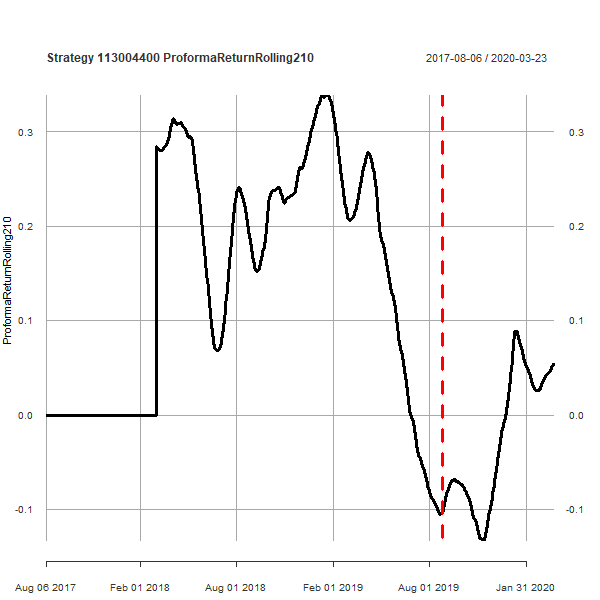 Strategy 113004400 ProformaReturnRolling210
2017-08-06 / 2020-03-23
ProformaReturnRolling210
0.3
0.2
0.1
0.0
-0.1
0.3
0.2
0.1
0.0
-0.1
Aug 06 2017
Feb 01 2018
Aug 01 2018
Feb 01 2019
Aug 01 2019
Jan 31 2020